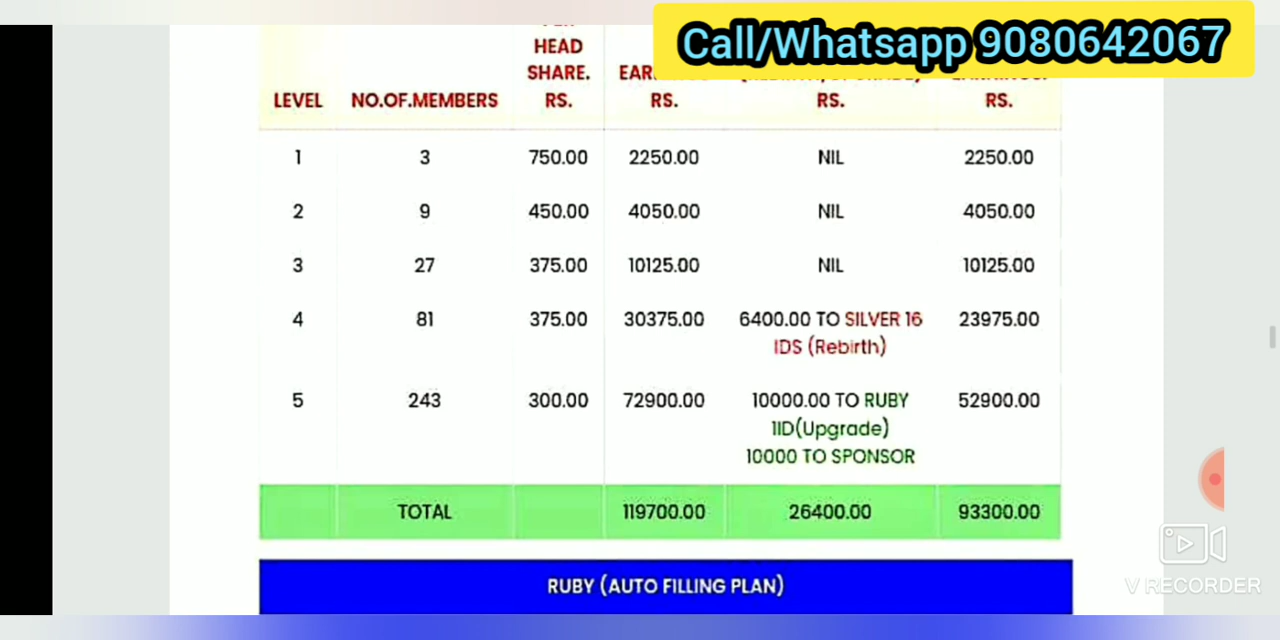 Call/Whatsapp 9080642067
HEAD
SHARE.
LEVEL NO.OF.MEMBERS RS. RS. RS. RS.
1 3 750.00 2250.00 NIL 2250.00
2 9 450.00 4050.00 NIL 4050.00
3 27 375.00 10125.00 NIL 10125.00
4 81 375.00 30375.00 6400.00 TO SILVER 16 23975.00
IDS (Rebirth)
5 243 300.00 72900.00 10000.00 TO RUBY 52900.00
1ID(Upgrade)
10000 TO SPONSOR
TOTAL 119700.00 26400.00 93300.00
RUBY (AUTO FILLING PLAN)
V RECORDER